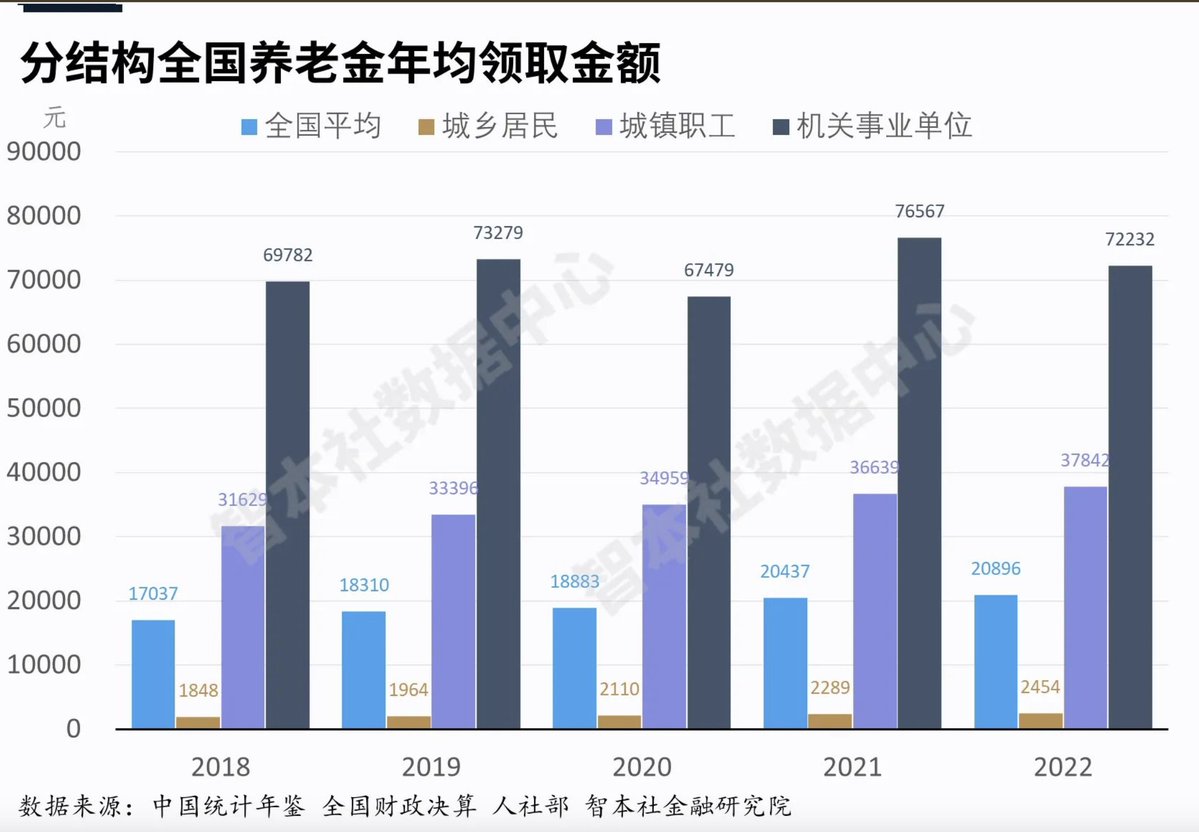 分结构全国养老金年均领取金额
元
全国平均 城乡居民 城镇职工 机关事业单位
90000
80000
70000
60000
50000
40000
30000
20000
10000
0
17037 1848 31629 69782
18310 1964 33396 73279
18883 2110 34959 67479
20437 2289 36639 76567
20896 2454 37842 72232
2018 2019 2020 2021 2022
数据来源：中国统计年鉴 全国财政决算 人社部 智本社金融研究院
智本社数据中心
智本社数据中心